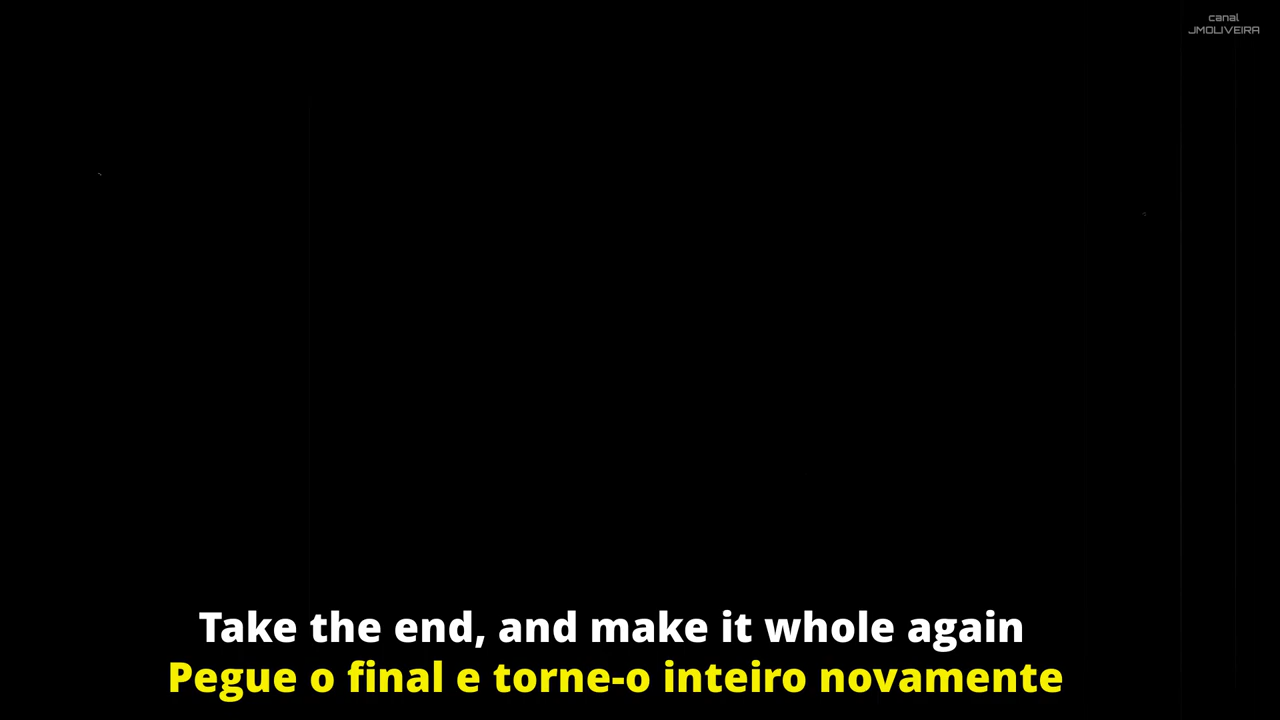 canal
JMOLIVEIRA
Take the end, and make it whole again
Pegue o final e torne-o inteiro novamente